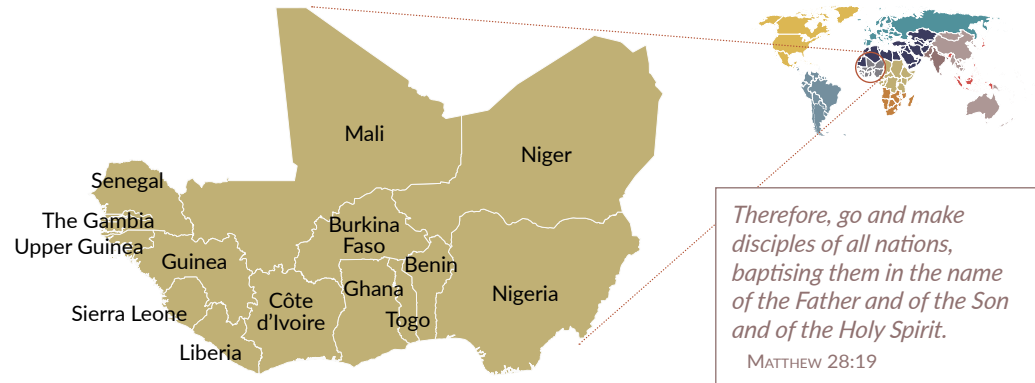 Mali
Niger
Senegal
The Gambia
Upper Guinea
Guinea
Burkina
Faso
Benin
Ghana
Nigeria
Sierra Leone
Côte
d'Ivoire
Togo
Liberia
Therefore, go and make
disciples of all nations,
baptising them in the name
of the Father and of the Son
and of the Holy Spirit.
Matthew 28:19